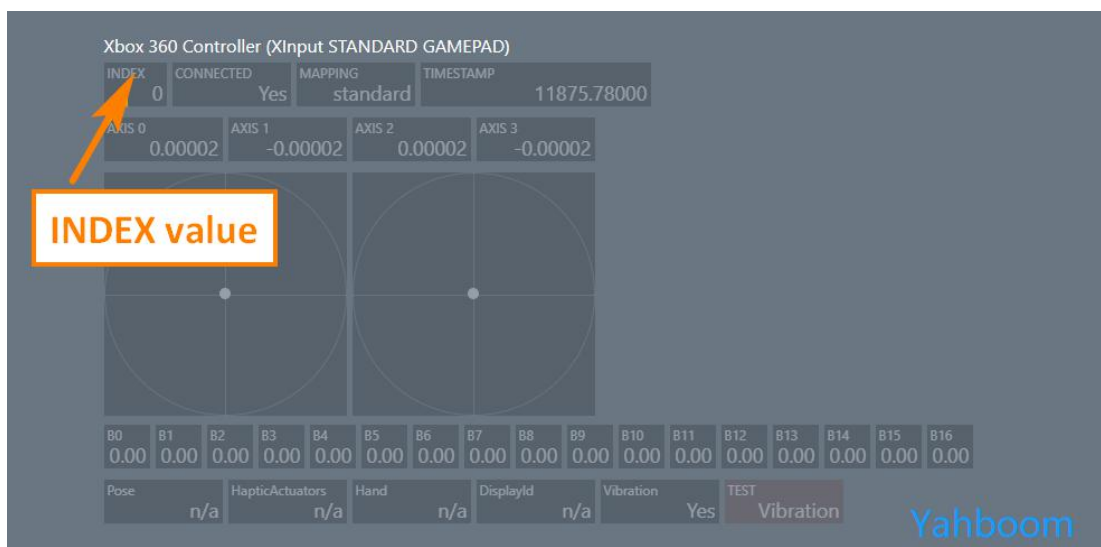 Xbox 360 Controller (XInput STANDARD GAMEPAD)
INDEX CONNECTED MAPPING TIMESTAMP
0 Yes standard 11875.78000
AXIS 0 AXIS 1 AXIS 2 AXIS 3
0.00002 -0.00002 0.00002 -0.00002
INDEX value
B0 B1 B2 B3 B4 B5 B6 B7 B8 B9 B10 B11 B12 B13 B14 B15 B16
0.00 0.00 0.00 0.00 0.00 0.00 0.00 0.00 0.00 0.00 0.00 0.00 0.00 0.00 0.00 0.00 0.00
Pose HapticActuators Hand DisplayId Vibration TEST
n/a n/a n/a n/a Yes Vibration
Yahboom